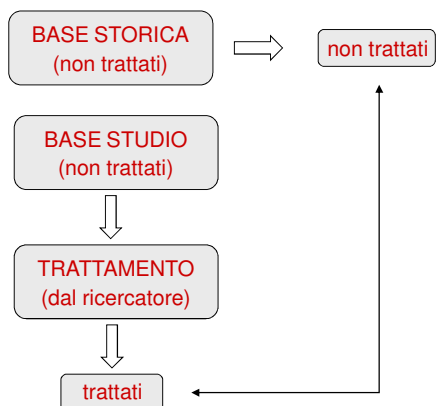 BASE STORICA
(non trattati)
non trattati
BASE STUDIO
(non trattati)
TRATTAMENTO
(dal ricercatore)
trattati